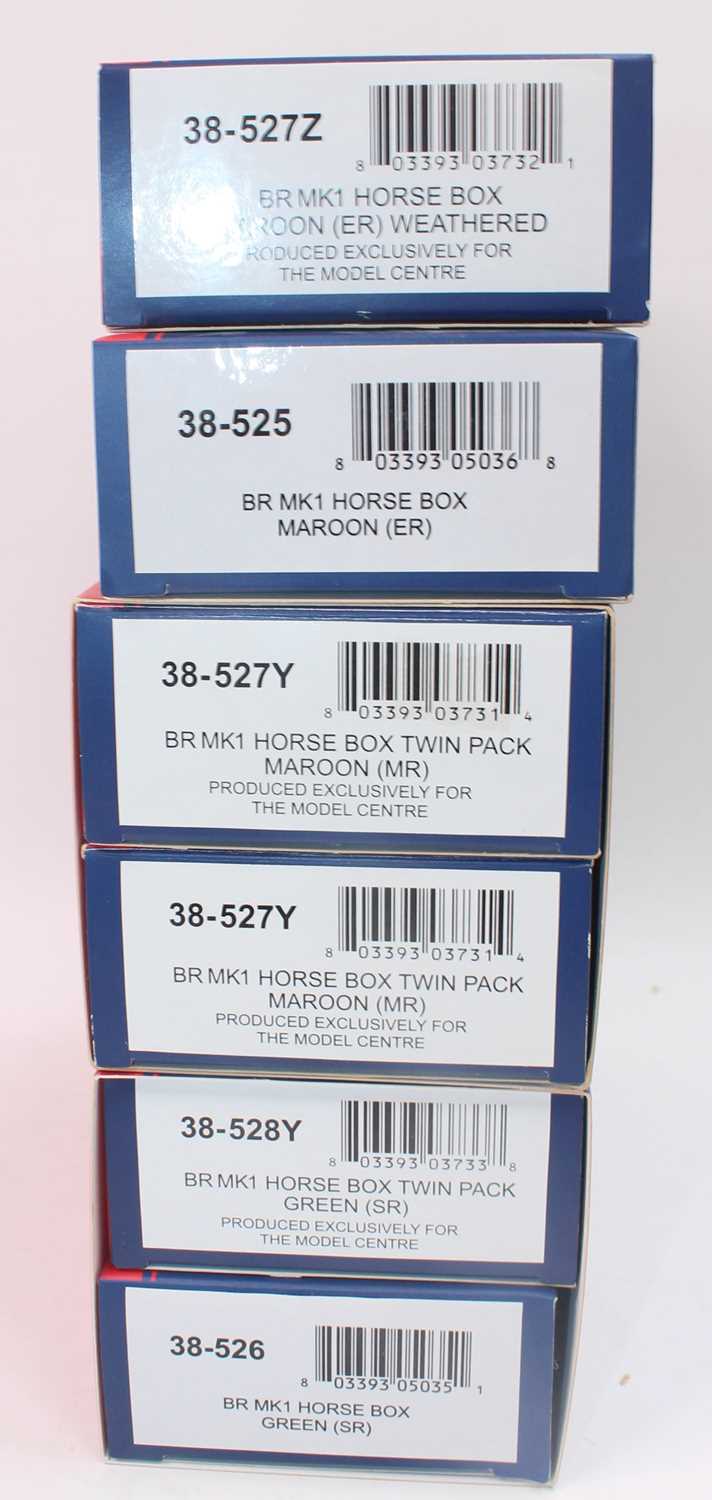 38-527Z
8 03393 03732 1
BR MK1 HORSE BOX
ROON (ER) WEATHERED
RODUCED EXCLUSIVELY FOR
THE MODEL CENTRE
38-525
8 03393 05036 8
BR MK1 HORSE BOX
MAROON (ER)
38-527Y
8 03393 03731 4
BR MK1 HORSE BOX TWIN PACK
MAROON (MR)
PRODUCED EXCLUSIVELY FOR
THE MODEL CENTRE
38-527Y
8 03393 03731 4
BR MK1 HORSE BOX TWIN PACK
MAROON (MR)
PRODUCED EXCLUSIVELY FOR
THE MODEL CENTRE
38-528Y
8 03393 03733 8
BR MK1 HORSE BOX TWIN PACK
GREEN (SR)
PRODUCED EXCLUSIVELY FOR
THE MODEL CENTRE
38-526
8 03393 05035 1
BR MK1 HORSE BOX
GREEN (SR)